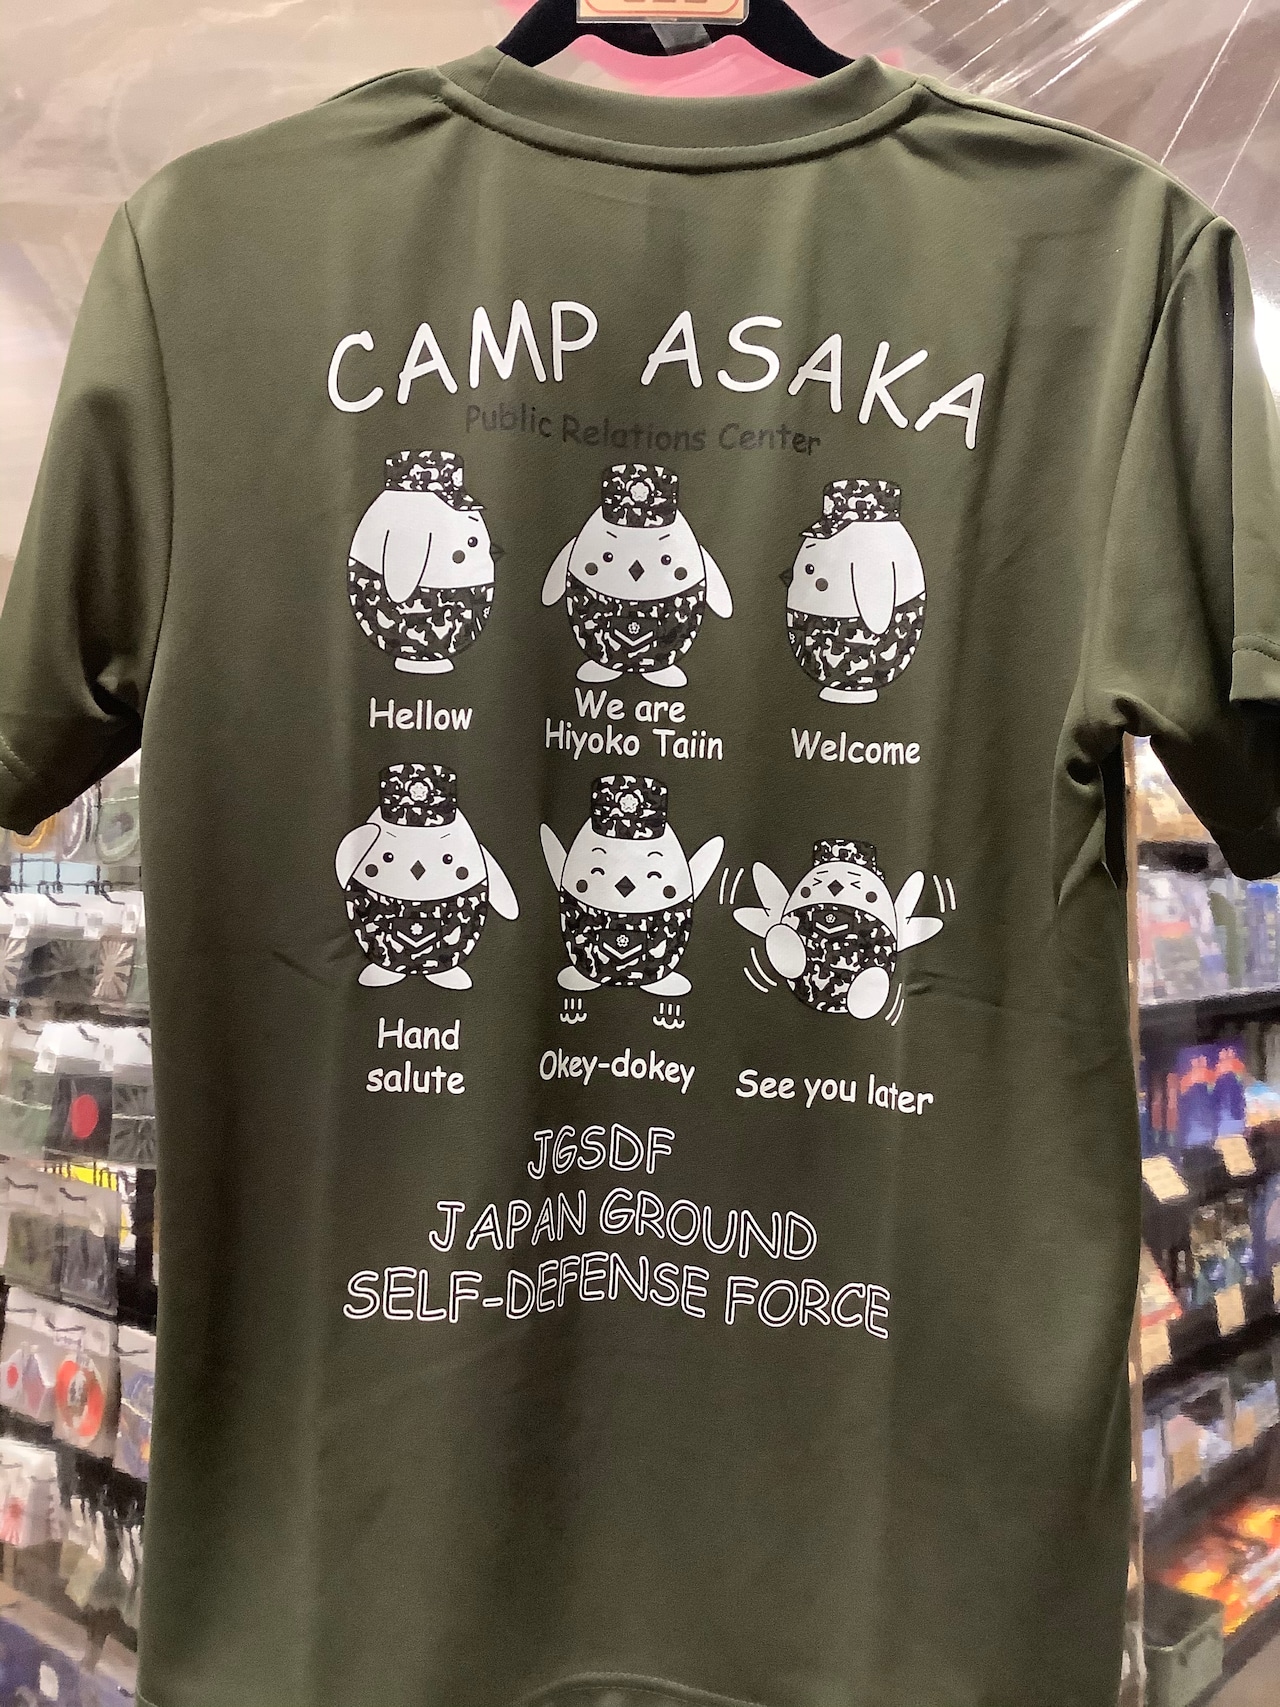 CAMP ASAKA
Public Relations Center
Hellow
We are
Hiyoko Taiin
Welcome
Hand
salute
Okey-dokey
See you later
JGSDF
JAPAN GROUND
SELF-DEFENSE FORCE